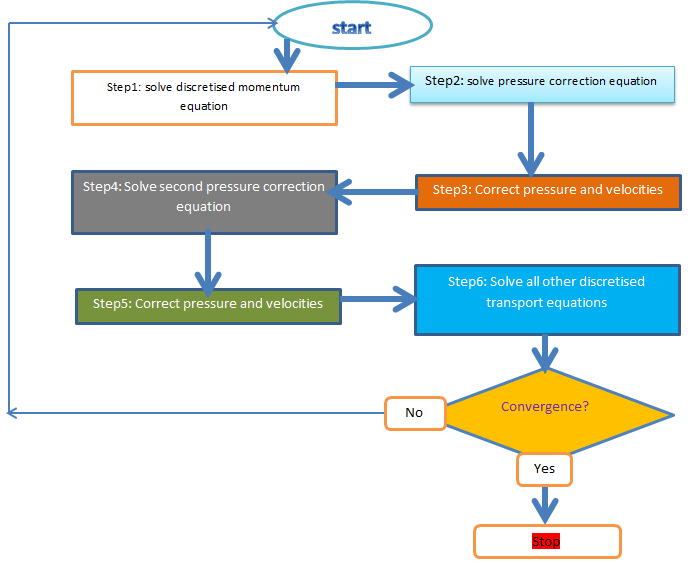 start
Step1: solve discretised momentum
equation
Step2: solve pressure correction equation
Step3: Correct pressure and velocities
Step4: Solve second pressure correction
equation
Step5: Correct pressure and velocities
Step6: Solve all other discretised
transport equations
Convergence?
No
Yes
Stop